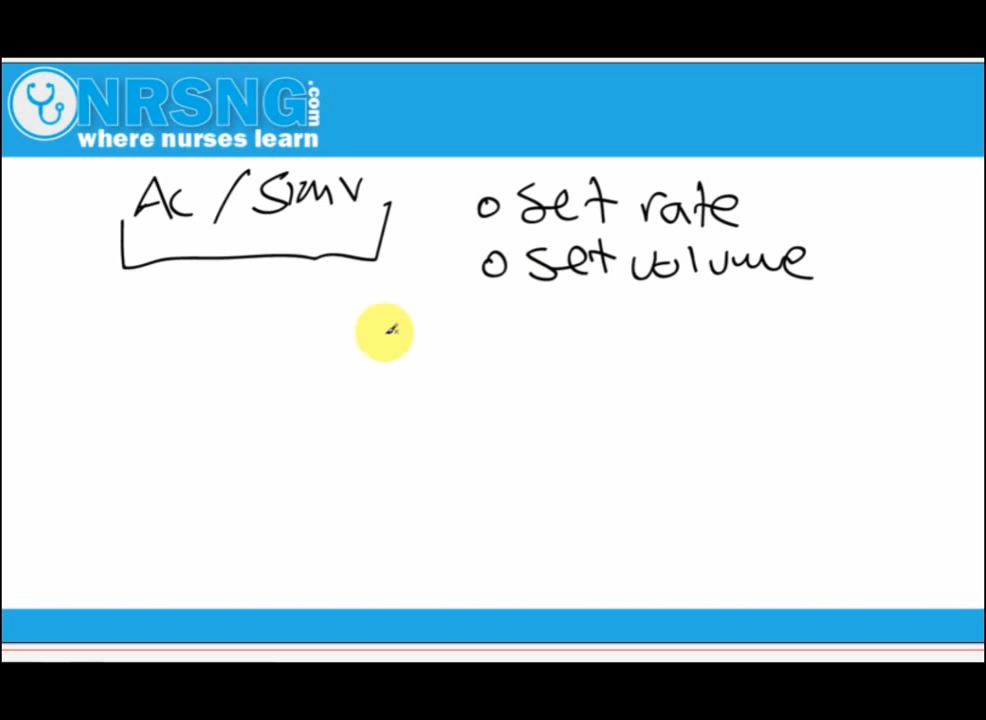 NRSNG.com
where nurses learn
AC / SIMV
o set rate
o set volume